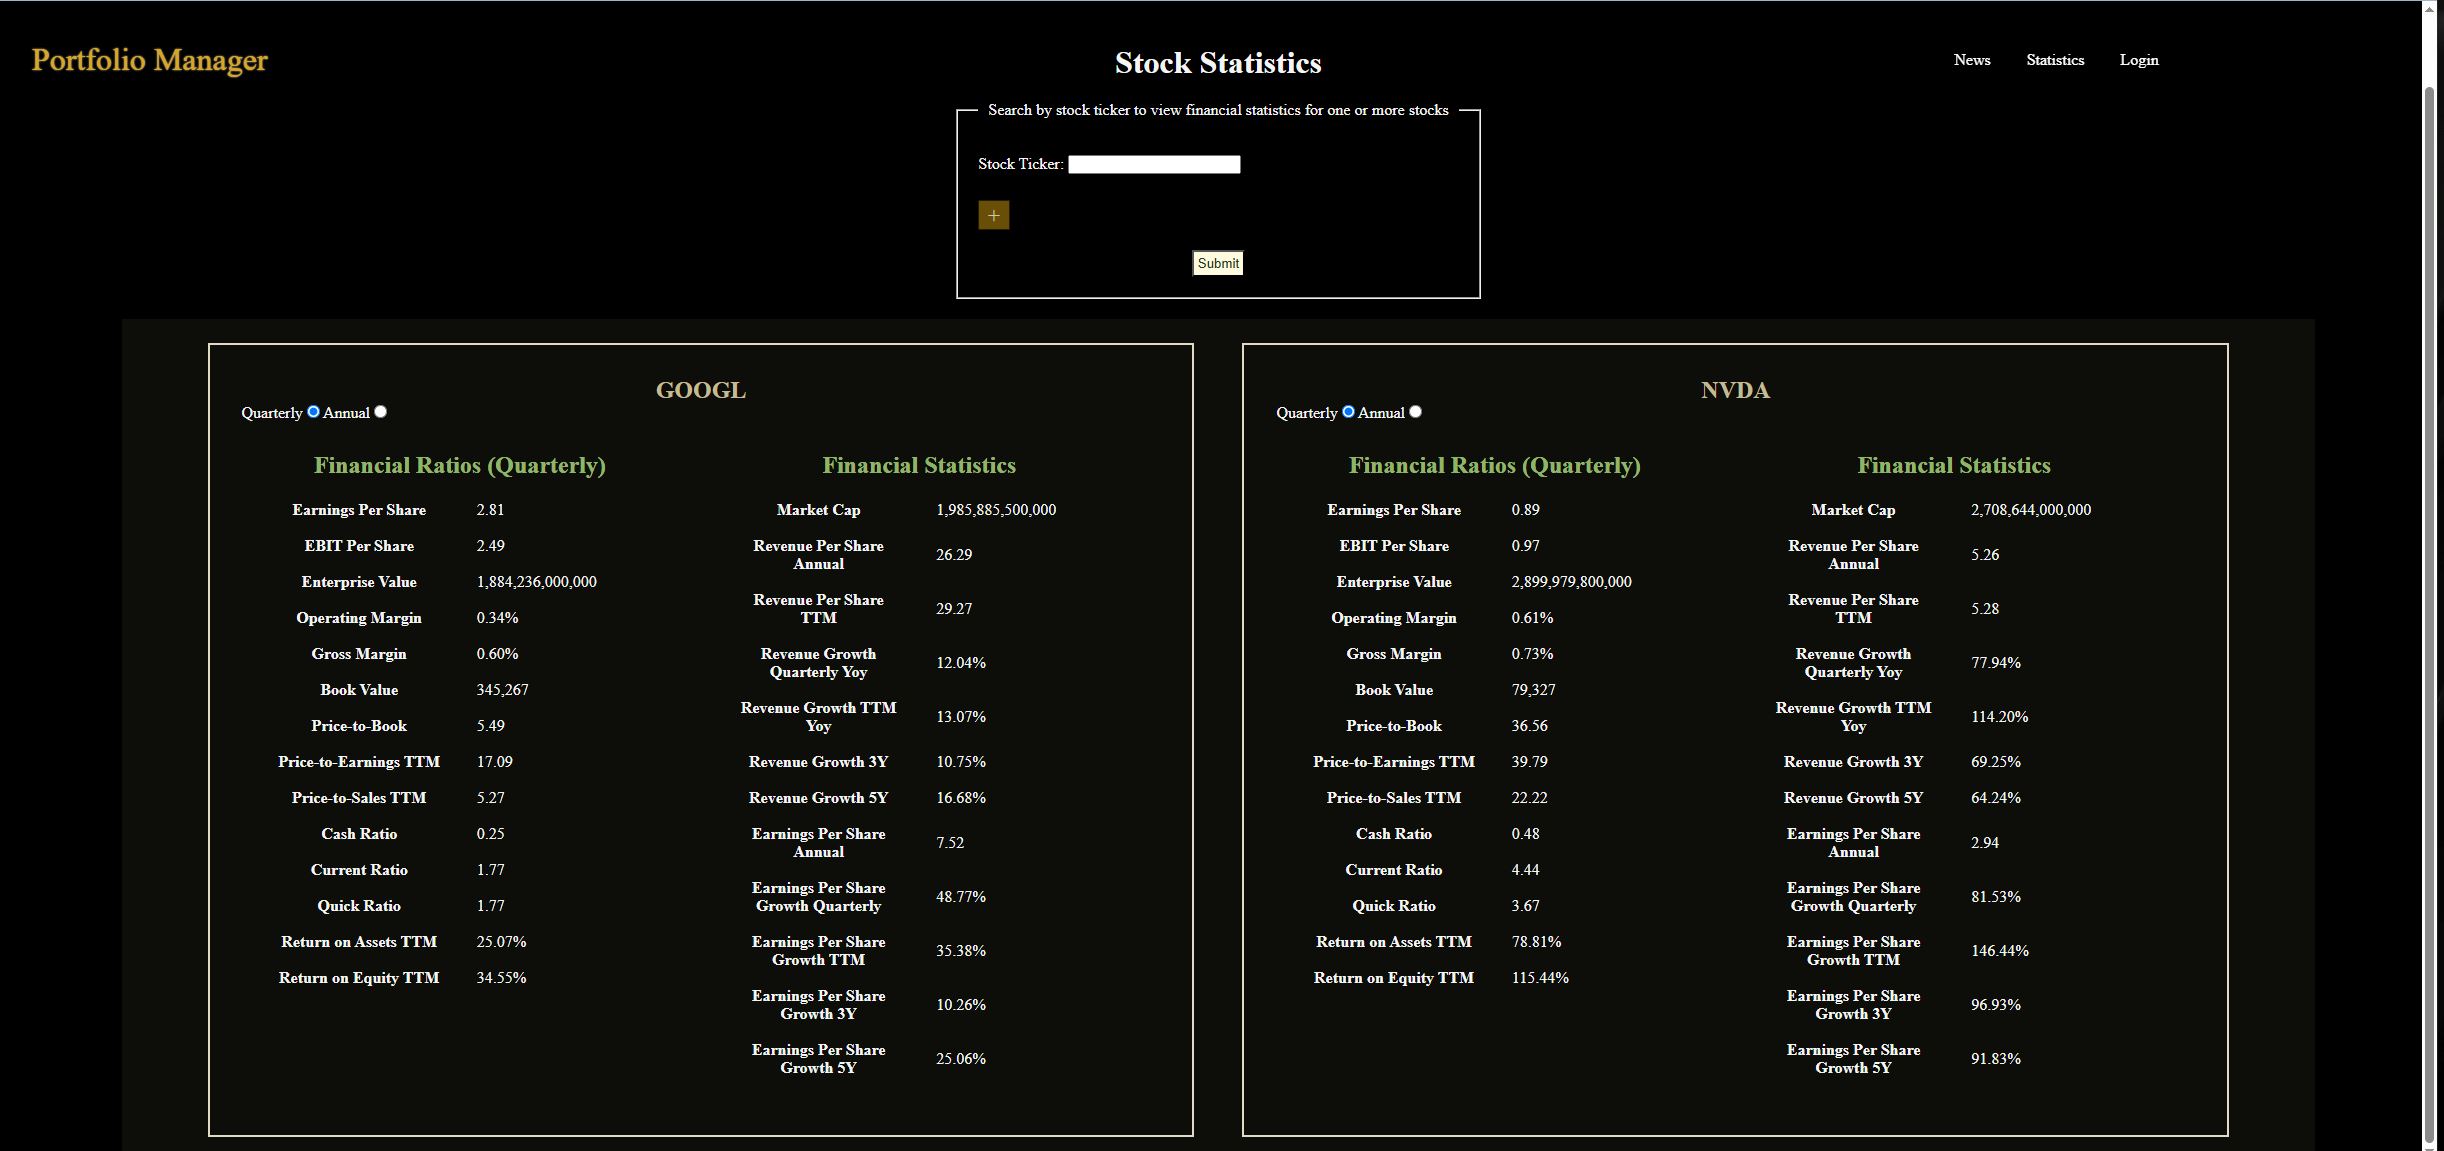 Portfolio Manager
Stock Statistics
News Statistics Login
Search by stock ticker to view financial statistics for one or more stocks
Stock Ticker:
+
Submit
GOOGL
Quarterly Annual
Financial Ratios (Quarterly)
Earnings Per Share 2.81
EBIT Per Share 2.49
Enterprise Value 1,884,236,000,000
Operating Margin 0.34%
Gross Margin 0.60%
Book Value 345,267
Price-to-Book 5.49
Price-to-Earnings TTM 17.09
Price-to-Sales TTM 5.27
Cash Ratio 0.25
Current Ratio 1.77
Quick Ratio 1.77
Return on Assets TTM 25.07%
Return on Equity TTM 34.55%
Financial Statistics
Market Cap 1,985,885,500,000
Revenue Per Share
Annual 26.29
Revenue Per Share
TTM 29.27
Revenue Growth
Quarterly Yoy 12.04%
Revenue Growth TTM
Yoy 13.07%
Revenue Growth 3Y 10.75%
Revenue Growth 5Y 16.68%
Earnings Per Share
Annual 7.52
Earnings Per Share
Growth Quarterly 48.77%
Earnings Per Share
Growth TTM 35.38%
Earnings Per Share
Growth 3Y 10.26%
Earnings Per Share
Growth 5Y 25.06%
NVDA
Quarterly Annual
Financial Ratios (Quarterly)
Earnings Per Share 0.89
EBIT Per Share 0.97
Enterprise Value 2,899,979,800,000
Operating Margin 0.61%
Gross Margin 0.73%
Book Value 79,327
Price-to-Book 36.56
Price-to-Earnings TTM 39.79
Price-to-Sales TTM 22.22
Cash Ratio 0.48
Current Ratio 4.44
Quick Ratio 3.67
Return on Assets TTM 78.81%
Return on Equity TTM 115.44%
Financial Statistics
Market Cap 2,708,644,000,000
Revenue Per Share
Annual 5.26
Revenue Per Share
TTM 5.28
Revenue Growth
Quarterly Yoy 77.94%
Revenue Growth TTM
Yoy 114.20%
Revenue Growth 3Y 69.25%
Revenue Growth 5Y 64.24%
Earnings Per Share
Annual 2.94
Earnings Per Share
Growth Quarterly 81.53%
Earnings Per Share
Growth TTM 146.44%
Earnings Per Share
Growth 3Y 96.93%
Earnings Per Share
Growth 5Y 91.83%